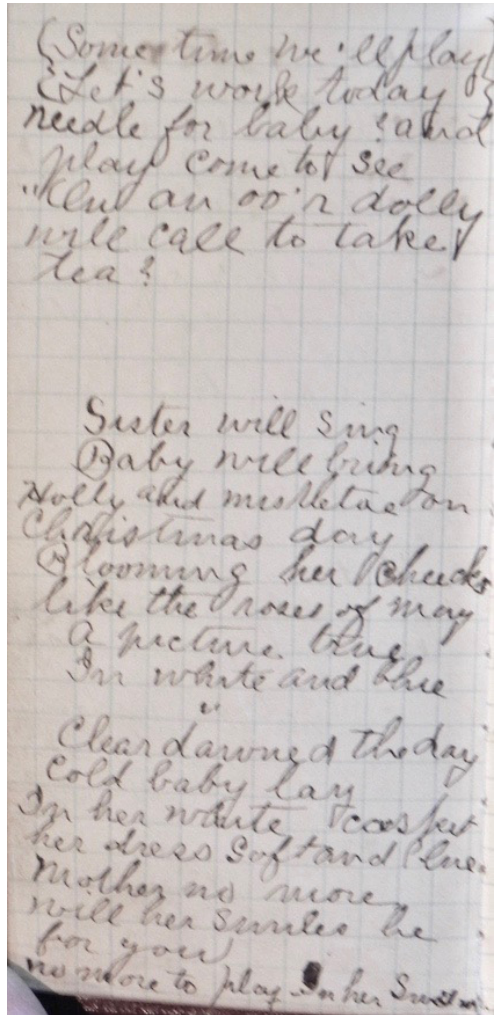 {Some time we'll play}
{Let's work today}
needle for baby & and
play come to see
an oo'r dolly
will call to take
tea?
Sister will sing
Baby will bring
Holly and mistletoe on
Christmas day
Blooming her cheeks
like the roses of may
A picture true
In white and blue
"
Clear dawned the day
Cold baby lay
In her white casket
her dress soft and blue
Mother no more
will her smiles be
for you
no more to play In her